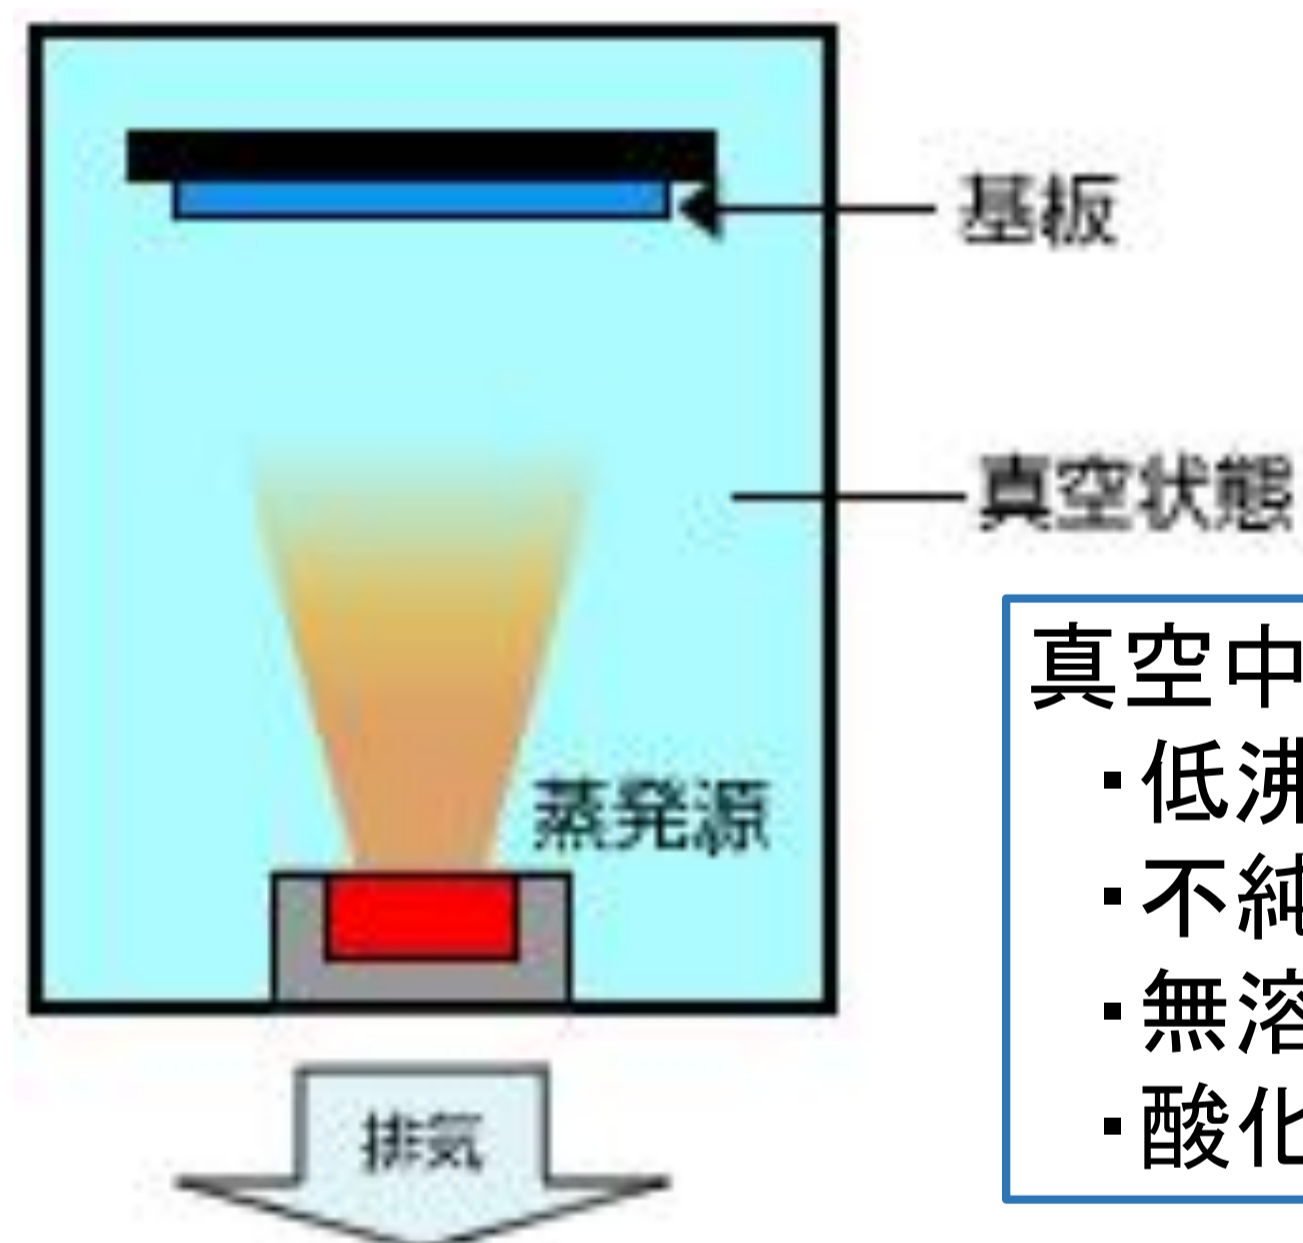 基板
真空状態
蒸発源
排気
真空中
・低沸
・不純
・無溶
・酸化